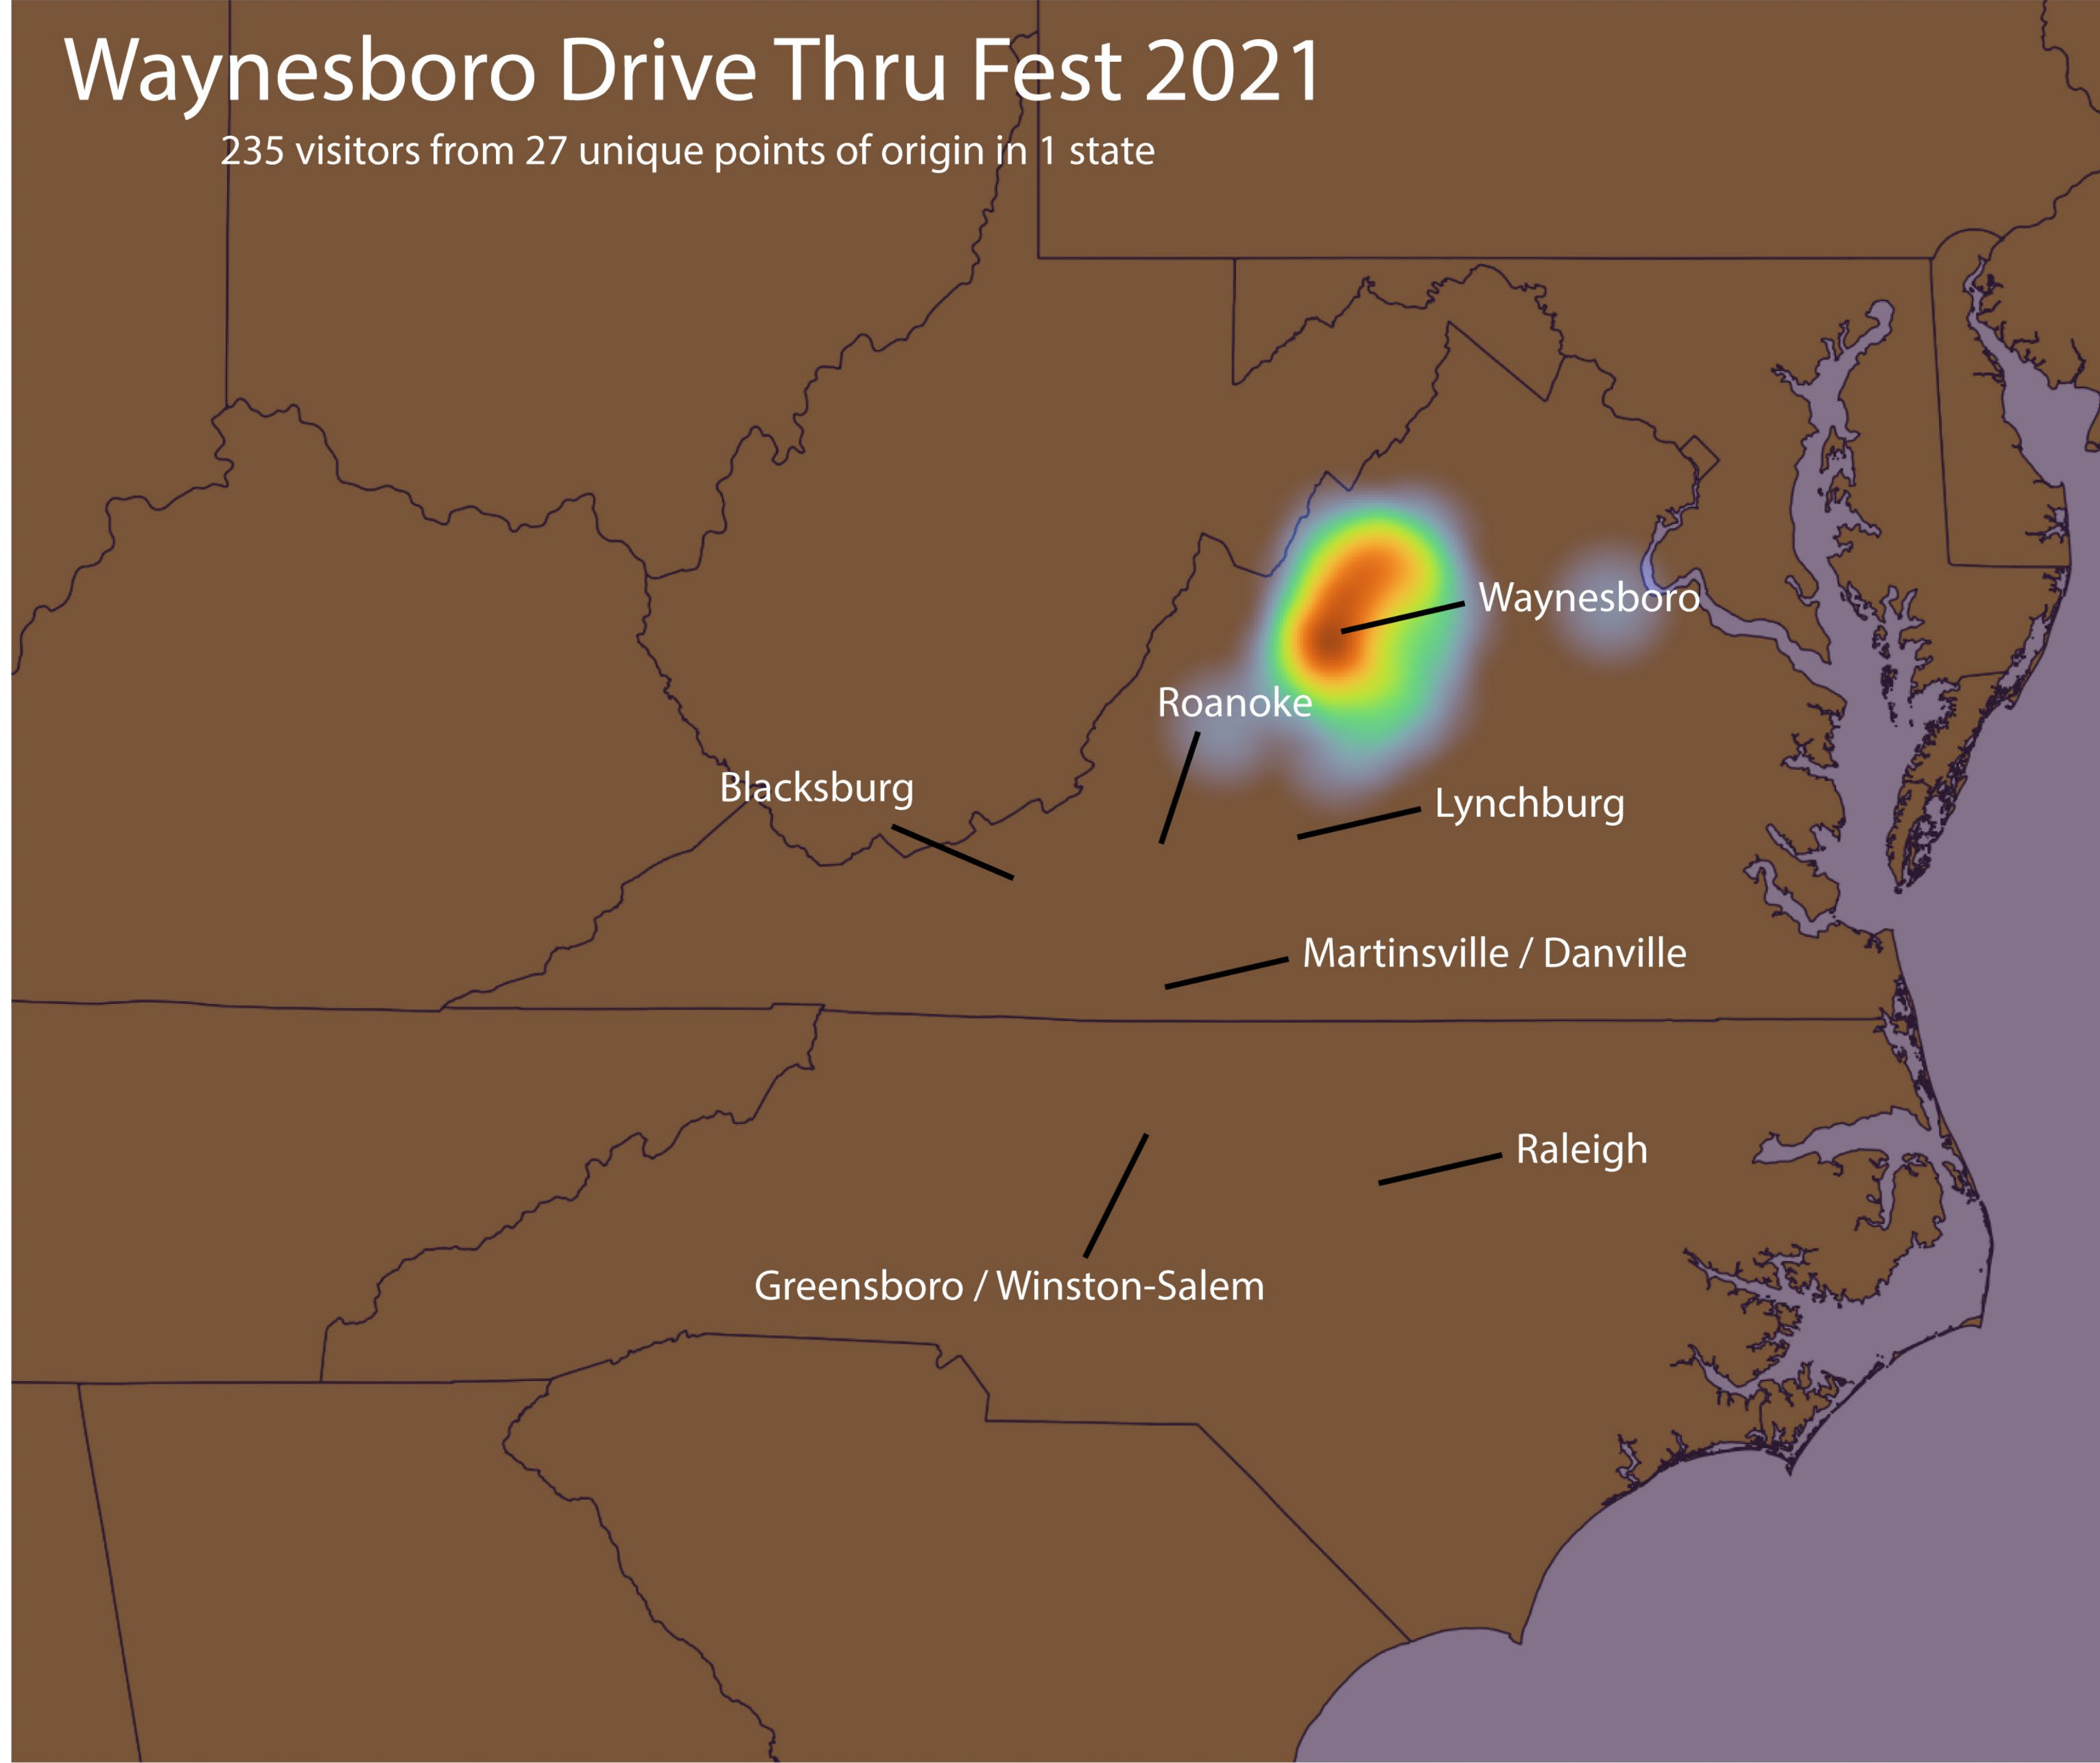 Waynesboro Drive Thru Fest 2021
235 visitors from 27 unique points of origin in 1 state
Waynesboro
Roanoke
Blacksburg
Lynchburg
Martinsville / Danville
Raleigh
Greensboro / Winston-Salem